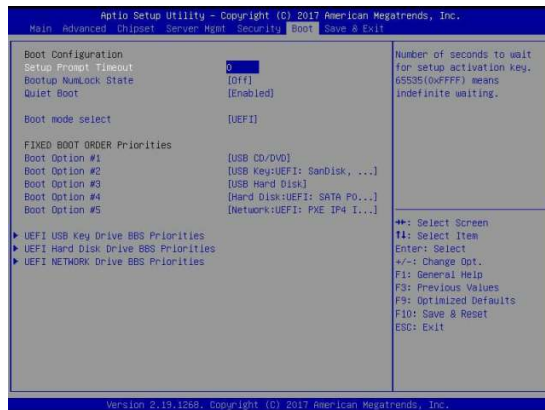 Aptio Setup Utility – Copyright (C) 2017 American Megatrends, Inc.
Main Advanced Chipset Server Mgmt Security Boot Save & Exit
Boot Configuration
Setup Prompt Timeout 0
Bootup NumLock State [Off]
Quiet Boot [Enabled]
Boot mode select [UEFI]
FIXED BOOT ORDER Priorities
Boot Option #1 [USB CD/DVD]
Boot Option #2 [USB Key:UEFI: SanDisk, ...]
Boot Option #3 [USB Hard Disk]
Boot Option #4 [Hard Disk:UEFI: SATA PO...]
Boot Option #5 [Network:UEFI: PXE IP4 I...]
▶ UEFI USB Key Drive BBS Priorities
▶ UEFI Hard Disk Drive BBS Priorities
▶ UEFI NETWORK Drive BBS Priorities
Number of seconds to wait
for setup activation key.
65535(0xFFFF) means
indefinite waiting.
→←: Select Screen
↑↓: Select Item
Enter: Select
+/-: Change Opt.
F1: General Help
F3: Previous Values
F9: Optimized Defaults
F10: Save & Reset
ESC: Exit
Version 2.19.1268. Copyright (C) 2017 American Megatrends, Inc.